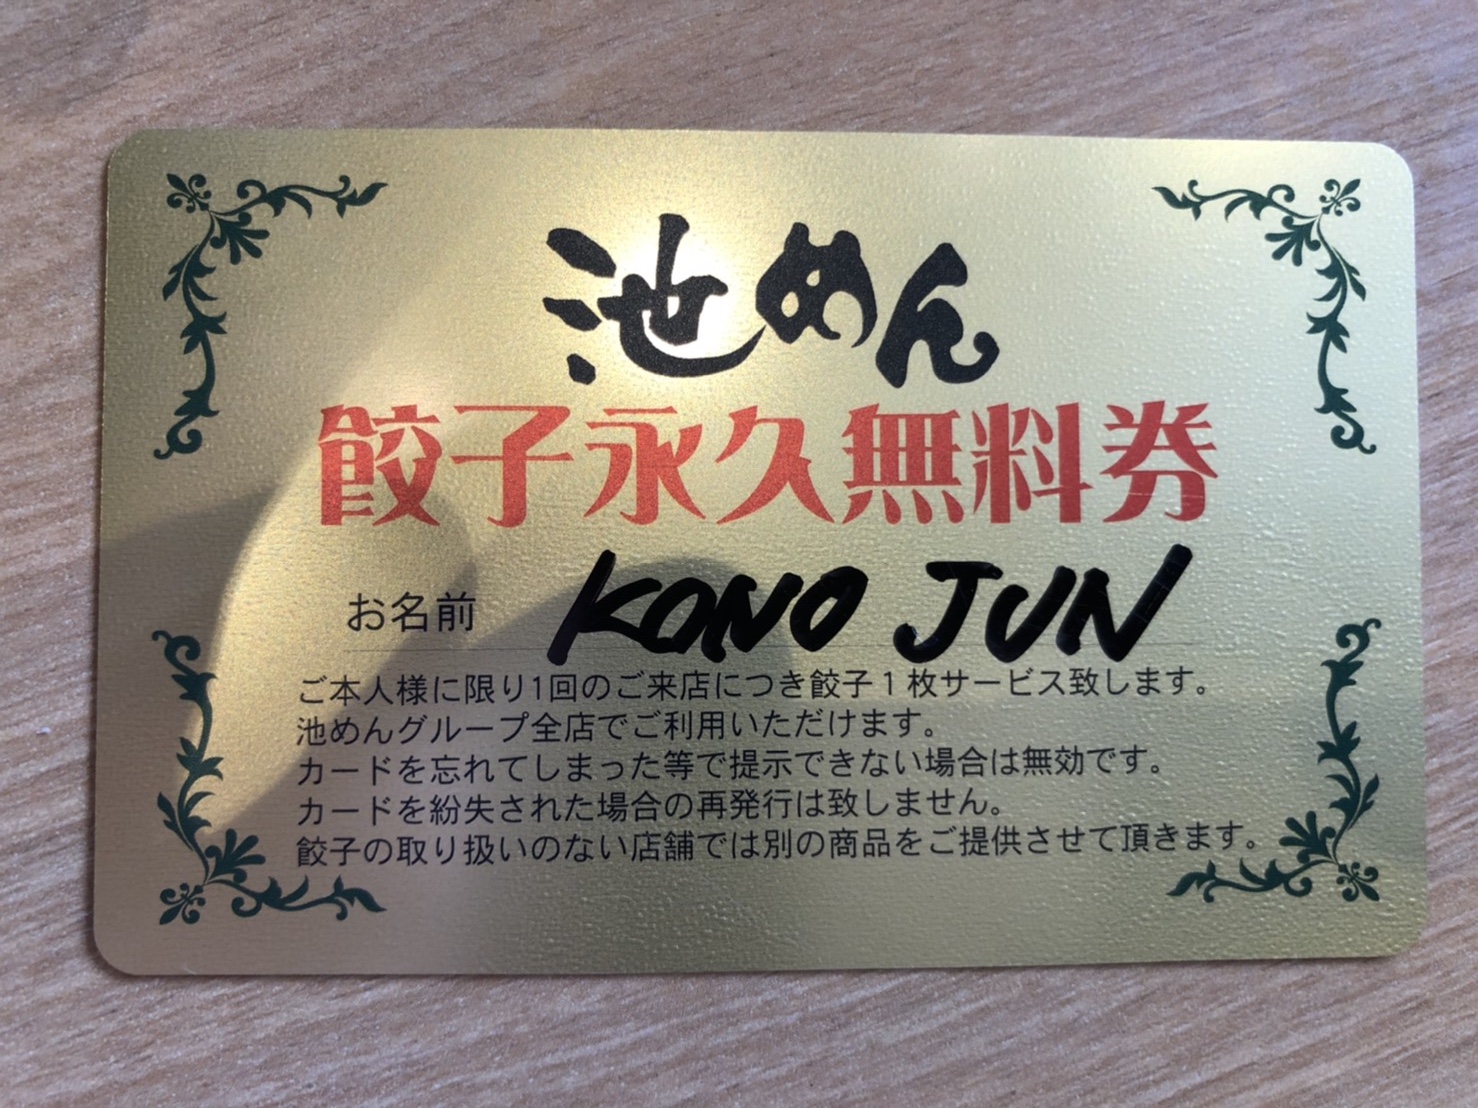 池めん
餃子永久無料券
お名前 KONO JUN
ご本人様に限り1回のご来店につき餃子1枚サービス致します。
池めんグループ全店でご利用いただけます。
カードを忘れてしまった等で提示できない場合は無効です。
カードを紛失された場合の再発行は致しません。
餃子の取り扱いのない店舗では別の商品をご提供させて頂きます。